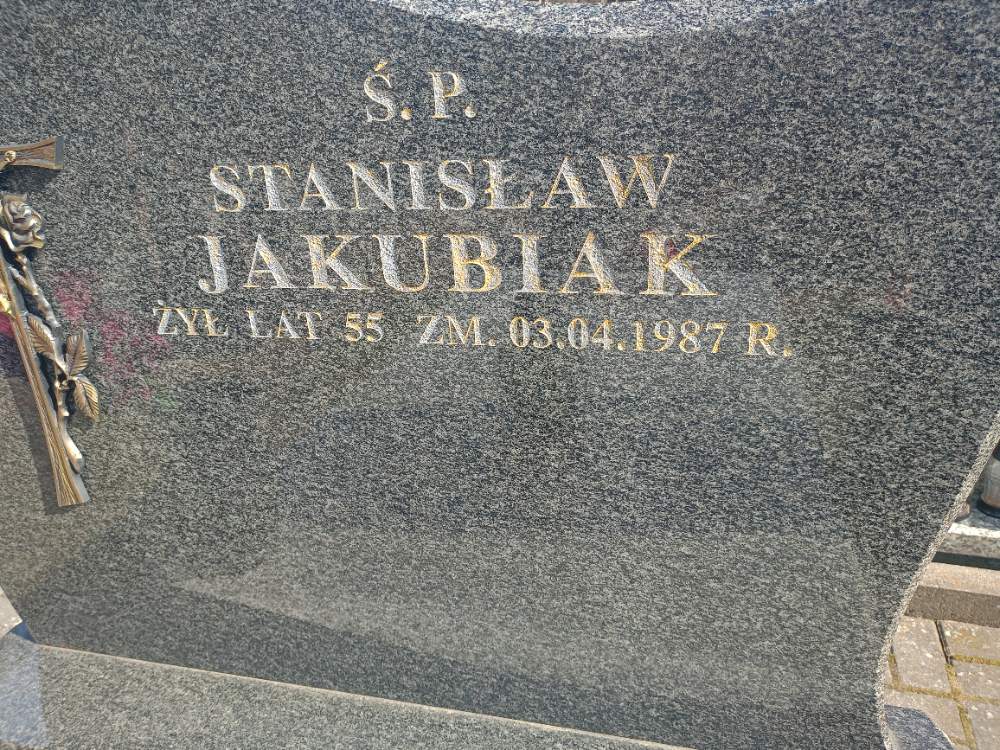 Ś.P.
STANISŁAW
JAKUBIAK
ŻYŁ LAT 55 ZM. 03.04.1987 R.